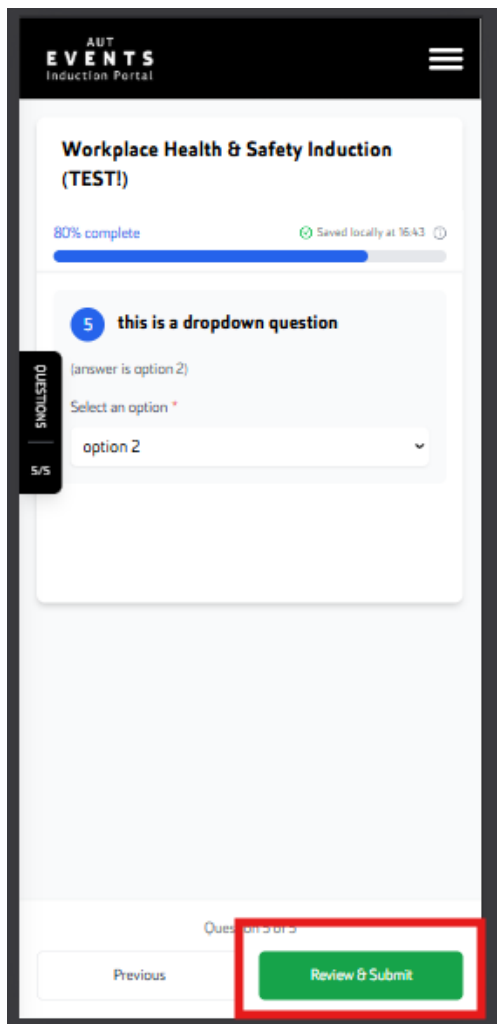 AUT
EVENTS
Induction Portal
Workplace Health & Safety Induction
(TEST!)
80% complete
Saved locally at 16:43
5
this is a dropdown question
(answer is option 2)
Select an option *
option 2
QUESTIONS
5/5
Question 5 of 5
Previous
Review & Submit